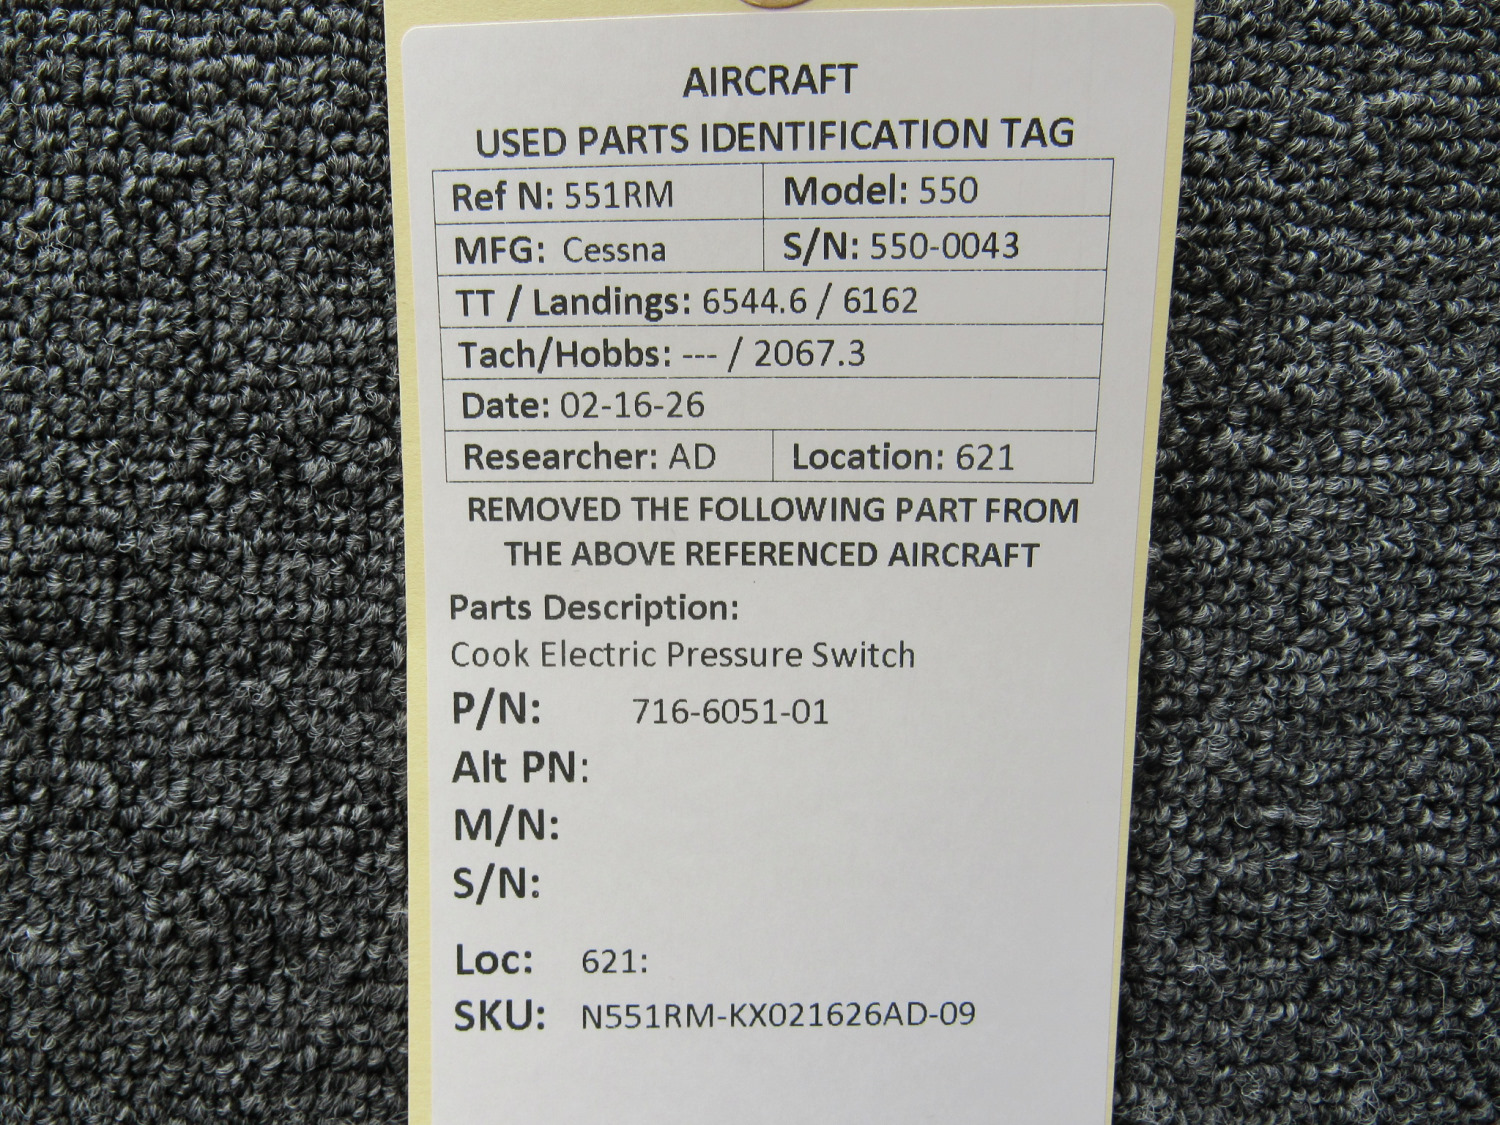 AIRCRAFT
USED PARTS IDENTIFICATION TAG
Ref N: 551RM Model: 550
MFG: Cessna S/N: 550-0043
TT / Landings: 6544.6 / 6162
Tach/Hobbs: --- / 2067.3
Date: 02-16-26
Researcher: AD Location: 621
REMOVED THE FOLLOWING PART FROM
THE ABOVE REFERENCED AIRCRAFT
Parts Description:
Cook Electric Pressure Switch
P/N: 716-6051-01
Alt PN:
M/N:
S/N:
Loc: 621:
SKU: N551RM-KX021626AD-09